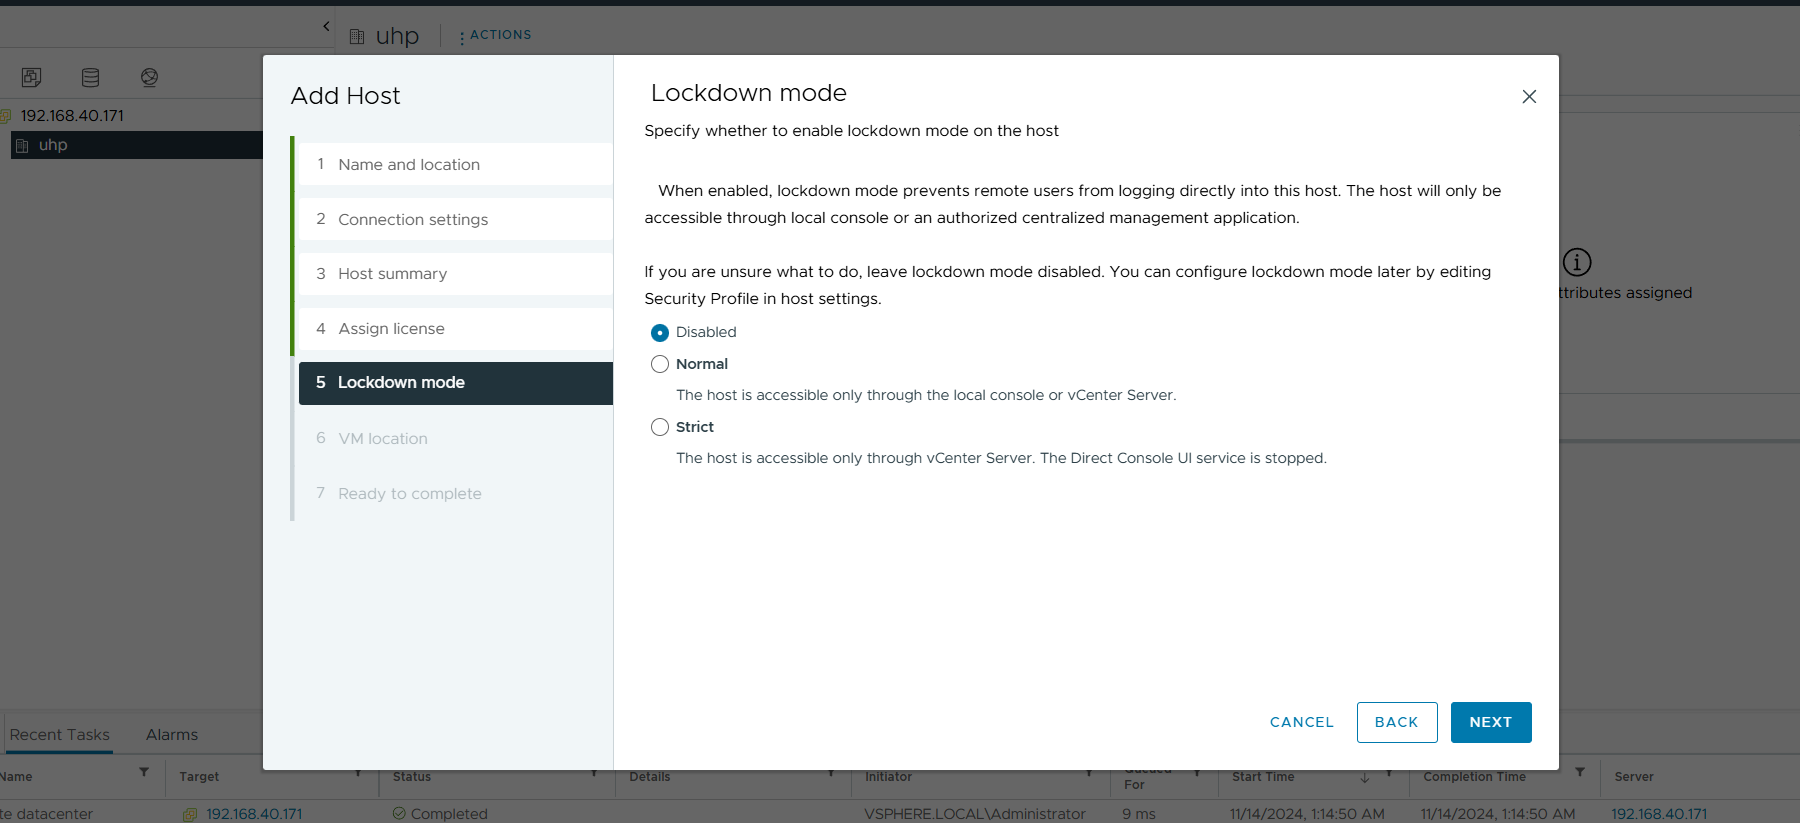 uhp
ACTIONS
192.168.40.171
uhp
Add Host
1 Name and location
2 Connection settings
3 Host summary
4 Assign license
5 Lockdown mode
6 VM location
7 Ready to complete
Lockdown mode
Specify whether to enable lockdown mode on the host
When enabled, lockdown mode prevents remote users from logging directly into this host. The host will only be
accessible through local console or an authorized centralized management application.
If you are unsure what to do, leave lockdown mode disabled. You can configure lockdown mode later by editing
Security Profile in host settings.
Disabled
Normal
The host is accessible only through the local console or vCenter Server.
Strict
The host is accessible only through vCenter Server. The Direct Console UI service is stopped.
CANCEL BACK NEXT
ttributes assigned
Recent Tasks Alarms
Name Target Status Details Initiator Queued For Start Time Completion Time Server
te datacenter 192.168.40.171 Completed VSPHERE.LOCAL\Administrator 9 ms 11/14/2024, 1:14:50 AM 11/14/2024, 1:14:50 AM 192.168.40.171